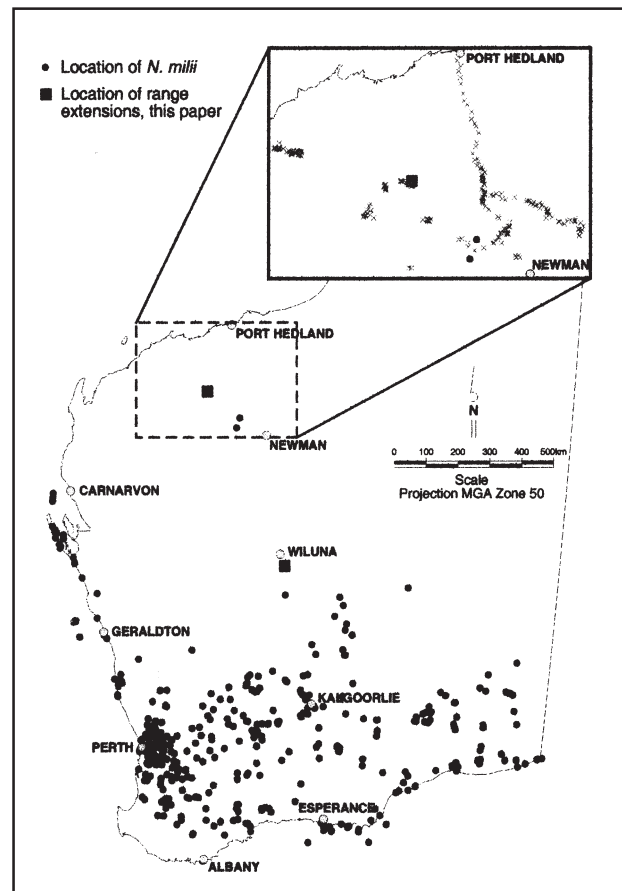 Location of N. milii
Location of range
extensions, this paper
PORT HEDLAND
NEWMAN
PORT HEDLAND
NEWMAN
N
0 100 200 300 400 500km
Scale
Projection MGA Zone 50
CARNARVON
WILUNA
GERALDTON
KALGOORLIE
PERTH
ESPERANCE
ALBANY